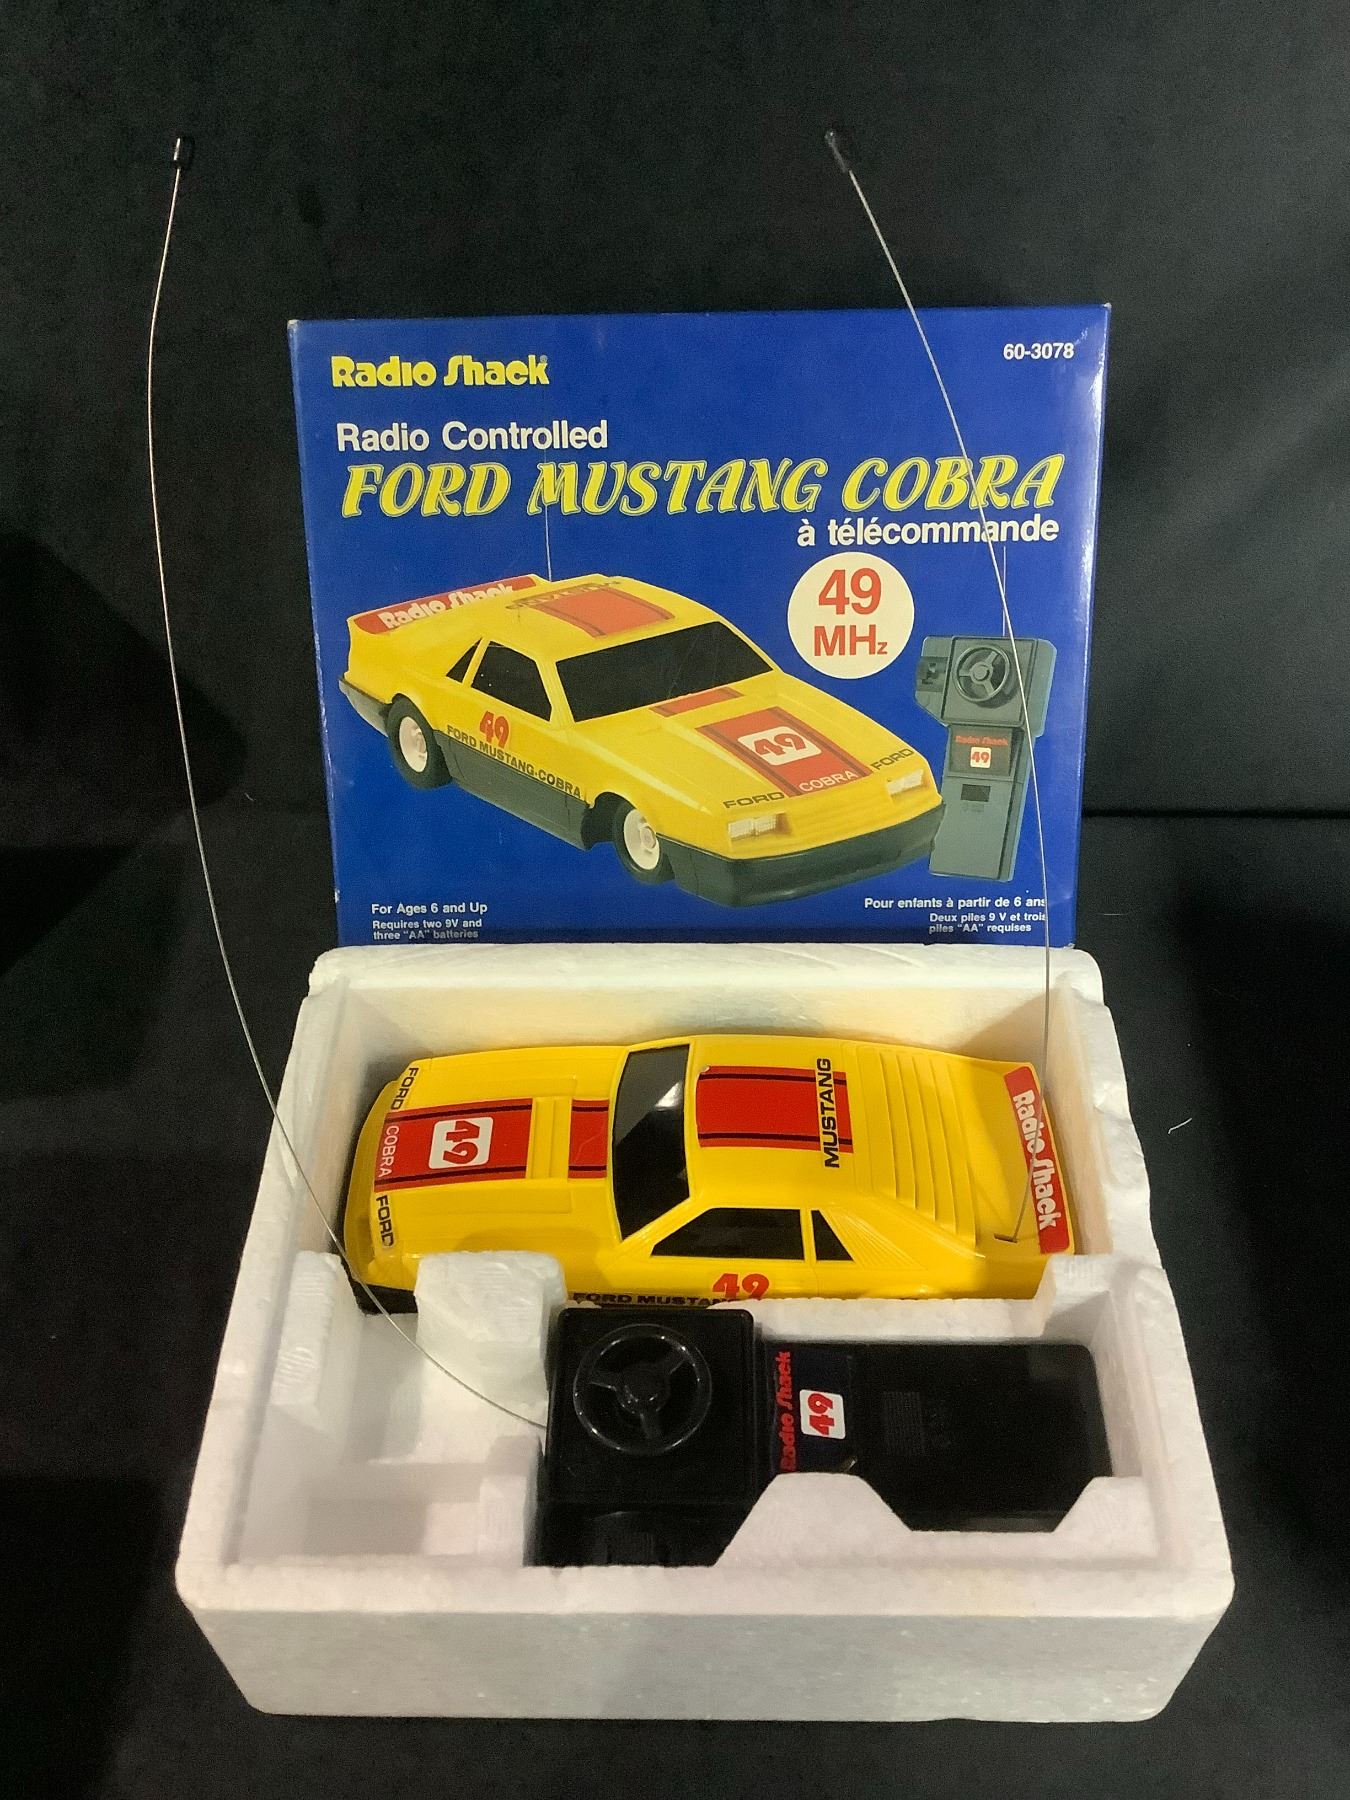 Radio Shack®
60-3078
Radio Controlled
FORD MUSTANG COBRA
à télécommande
49
MHz
Radio Shack
49
FORD MUSTANG-COBRA
49
FORD COBRA FORD
Radio Shack
49
For Ages 6 and Up
Requires two 9V and
three "AA" batteries
Pour enfants à partir de 6 ans
Deux piles 9 V et trois
piles "AA" requises
FORD COBRA FORD
49
MUSTANG
Radio Shack
49
FORD MUSTANG
Radio Shack
49